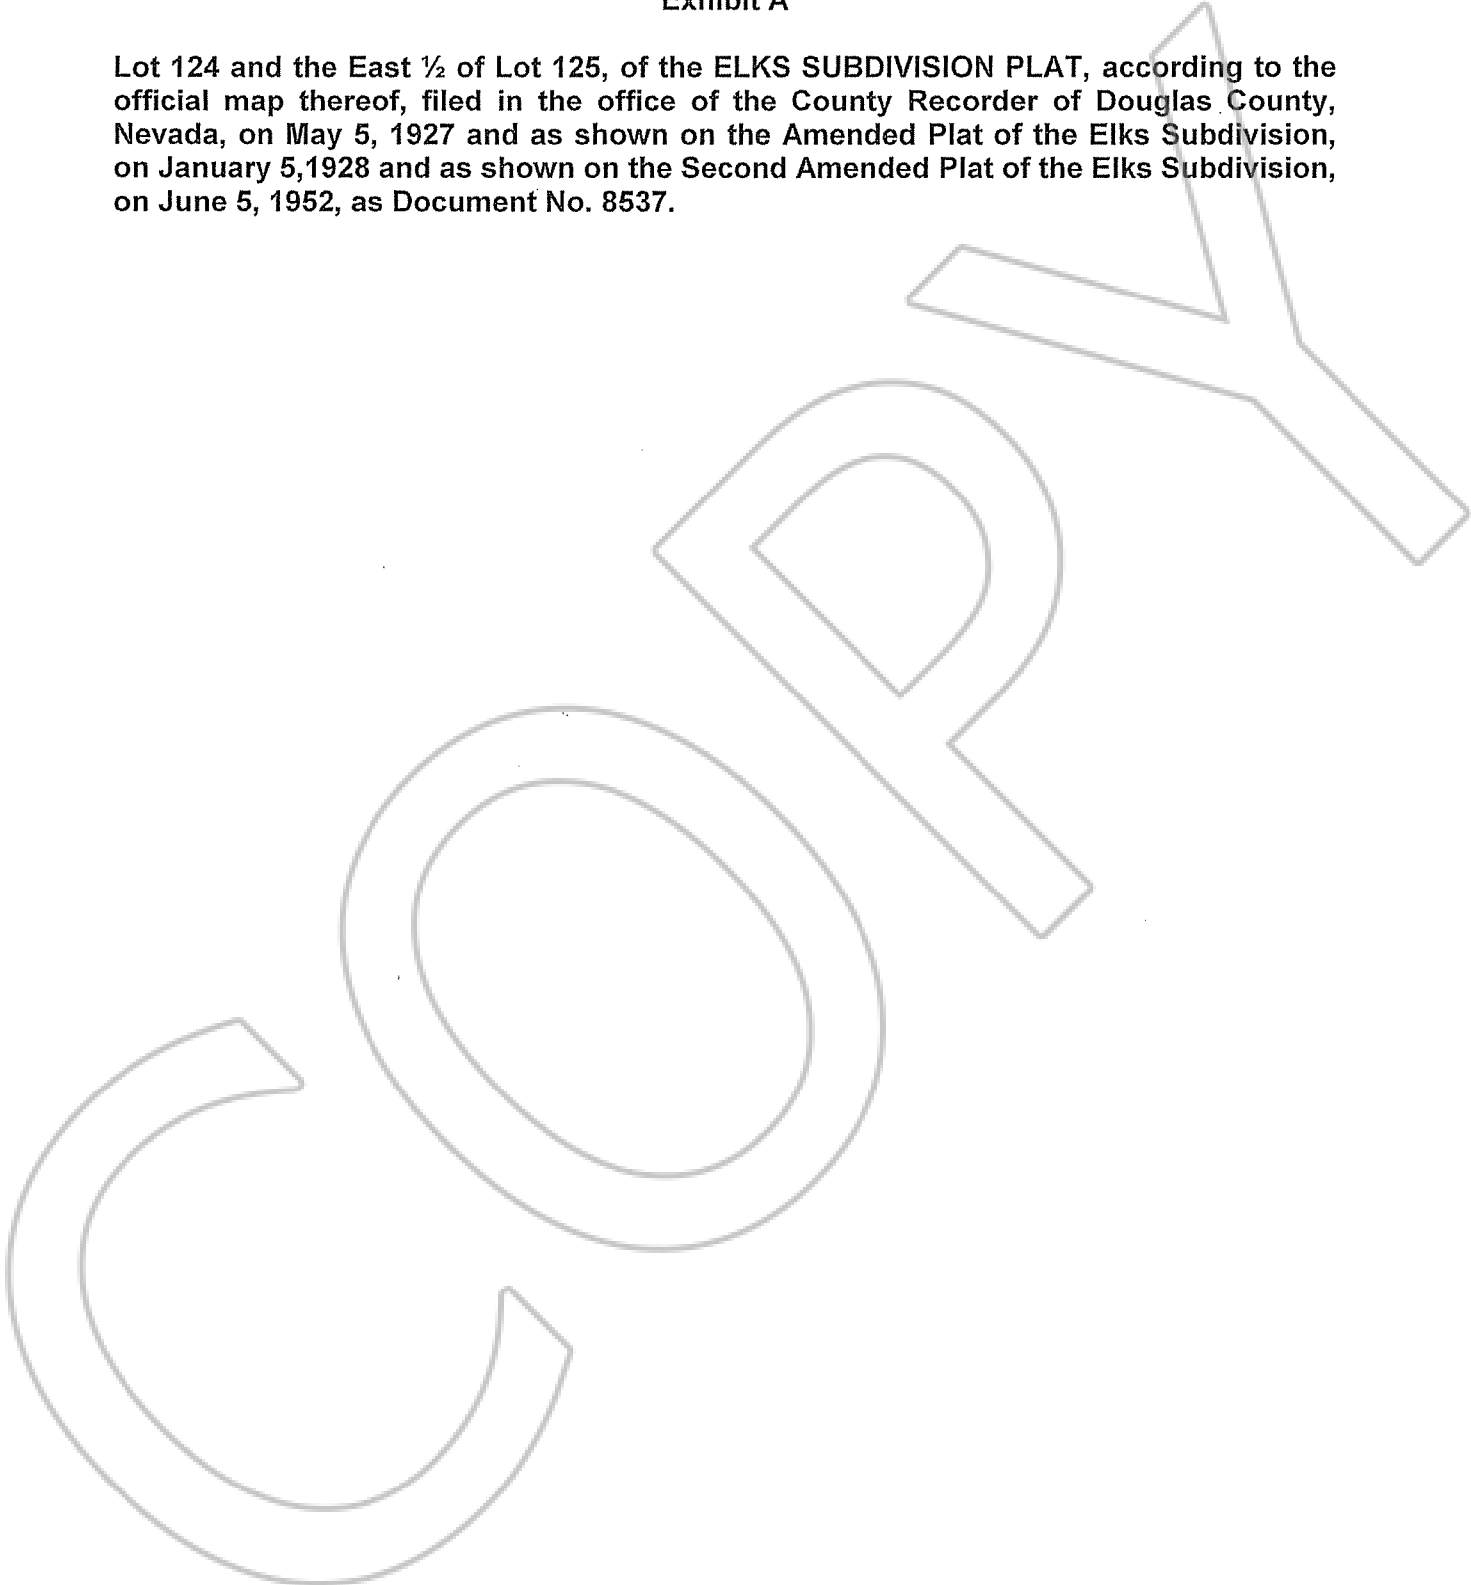 Exhibit A
Lot 124 and the East ½ of Lot 125, of the ELKS SUBDIVISION PLAT, according to the
official map thereof, filed in the office of the County Recorder of Douglas County,
Nevada, on May 5, 1927 and as shown on the Amended Plat of the Elks Subdivision,
on January 5,1928 and as shown on the Second Amended Plat of the Elks Subdivision,
on June 5, 1952, as Document No. 8537.
COPY